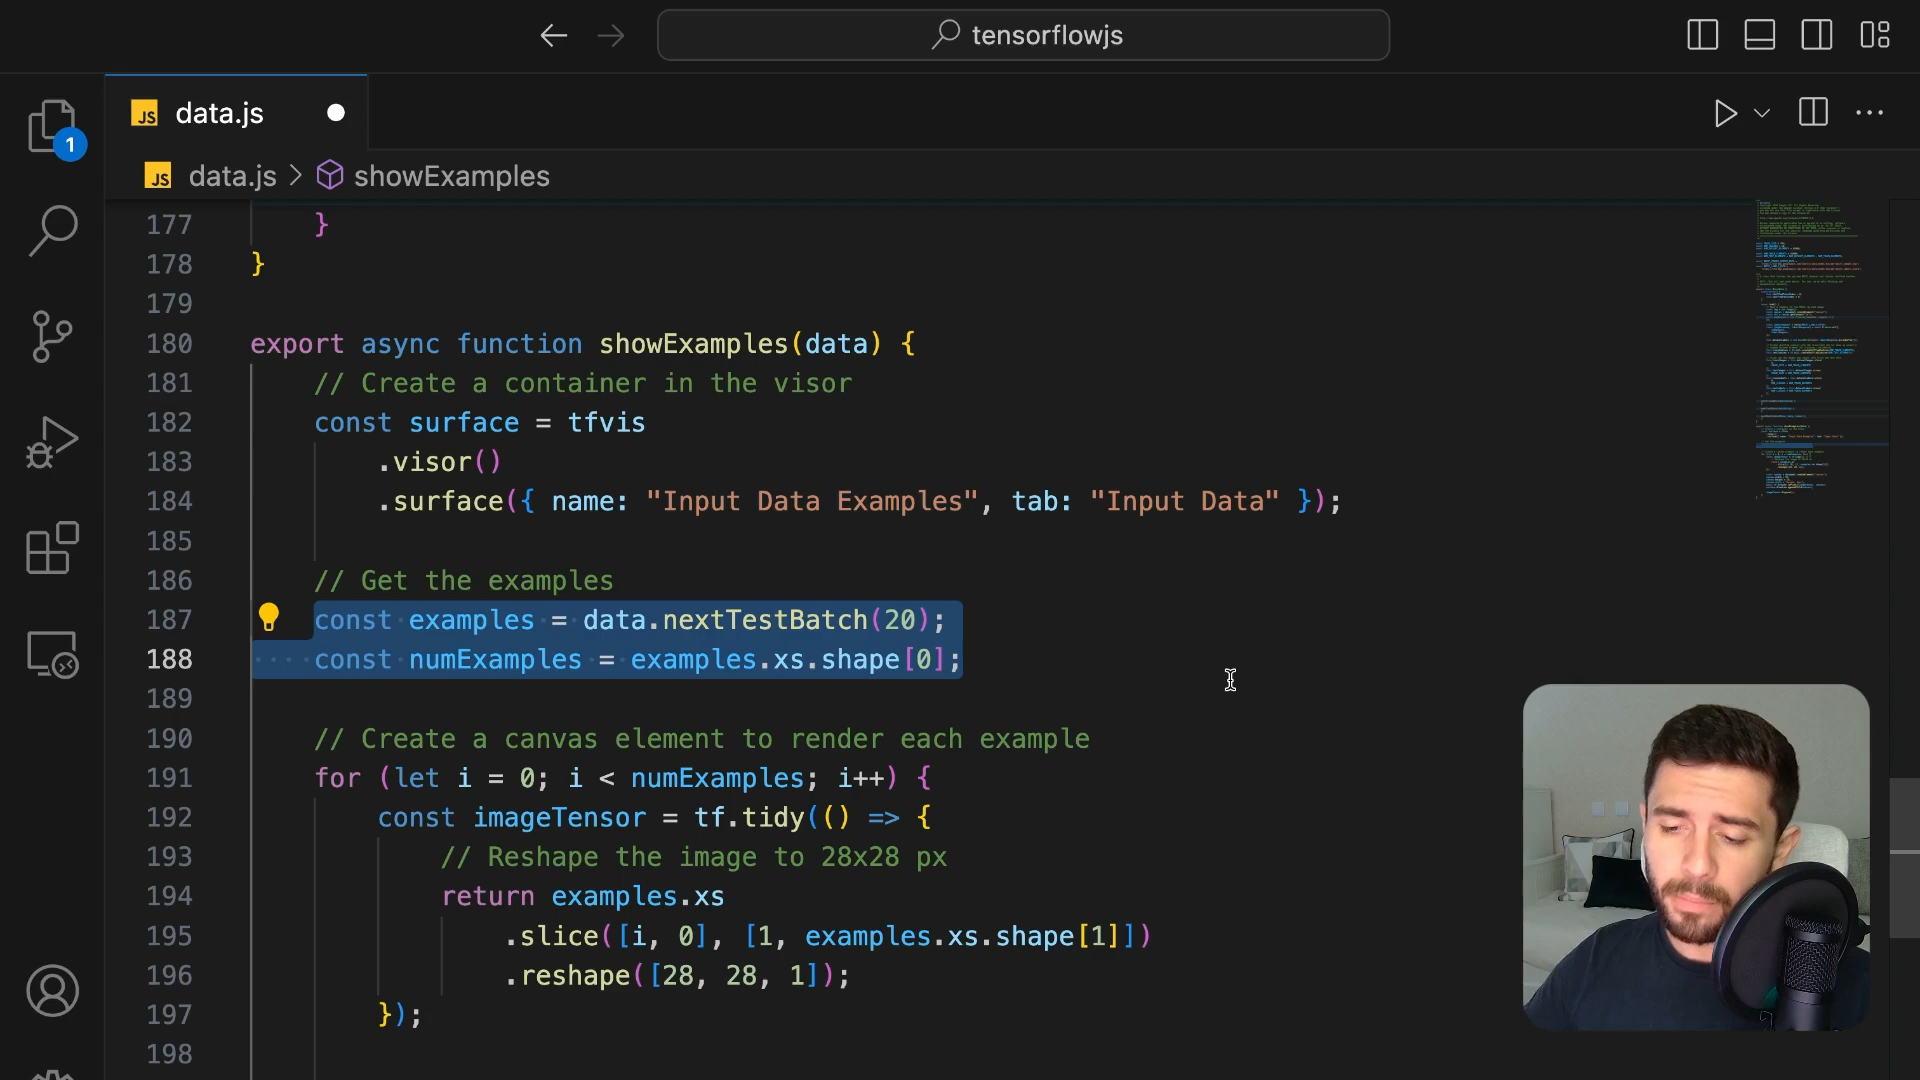 tensorflowjs
JS data.js
1
JS data.js > showExamples
177 }
178 }
179
180 export async function showExamples(data) {
181 // Create a container in the visor
182 const surface = tfvis
183 .visor()
184 .surface({ name: "Input Data Examples", tab: "Input Data" });
185
186 // Get the examples
187 const examples = data.nextTestBatch(20);
188 const numExamples = examples.xs.shape[0];
189
190 // Create a canvas element to render each example
191 for (let i = 0; i < numExamples; i++) {
192 const imageTensor = tf.tidy(() => {
193 // Reshape the image to 28x28 px
194 return examples.xs
195 .slice([i, 0], [1, examples.xs.shape[1]])
196 .reshape([28, 28, 1]);
197 });
198